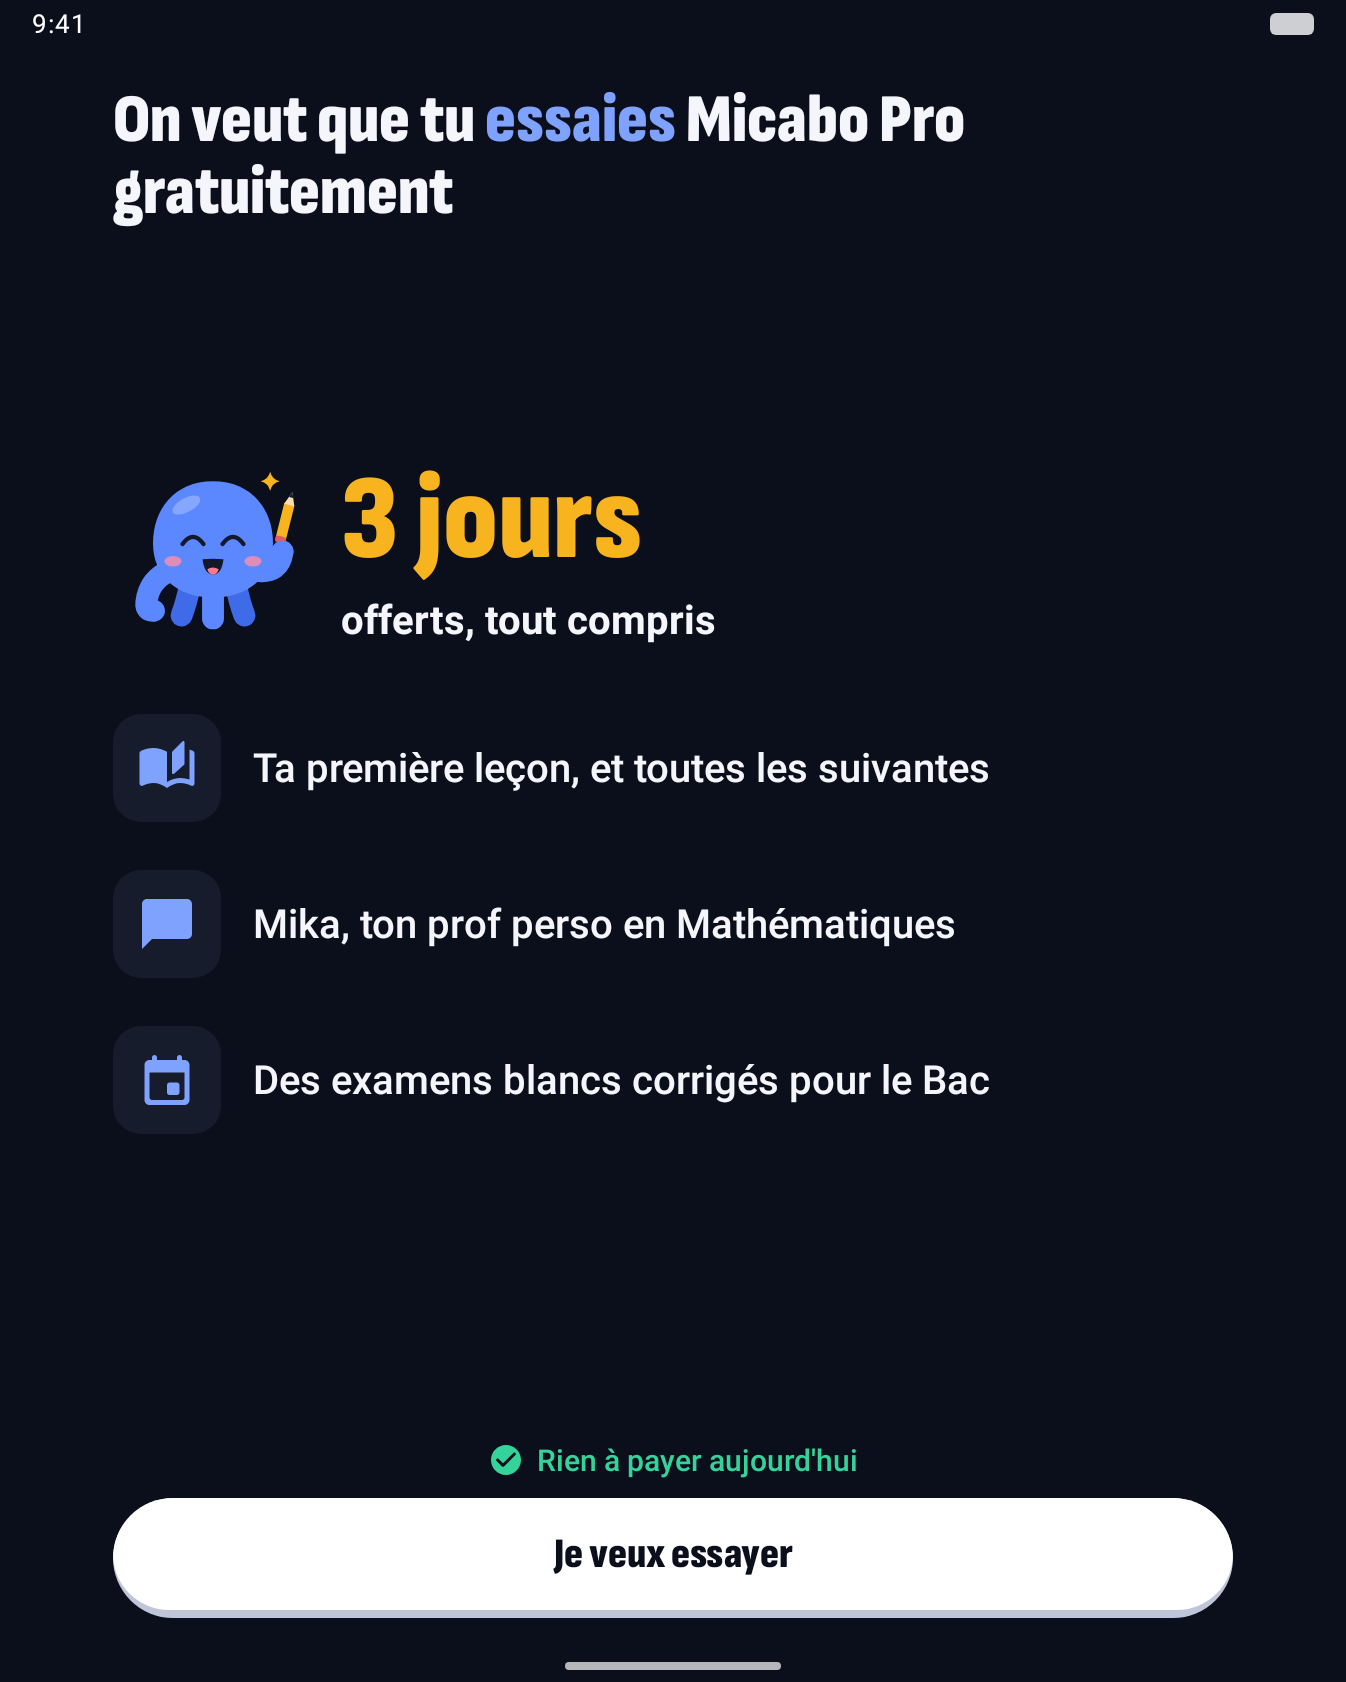 9:41
On veut que tu essaies Micabo Pro
gratuitement
3 jours
offerts, tout compris
Ta première leçon, et toutes les suivantes
Mika, ton prof perso en Mathématiques
Des examens blancs corrigés pour le Bac
Rien à payer aujourd'hui
Je veux essayer